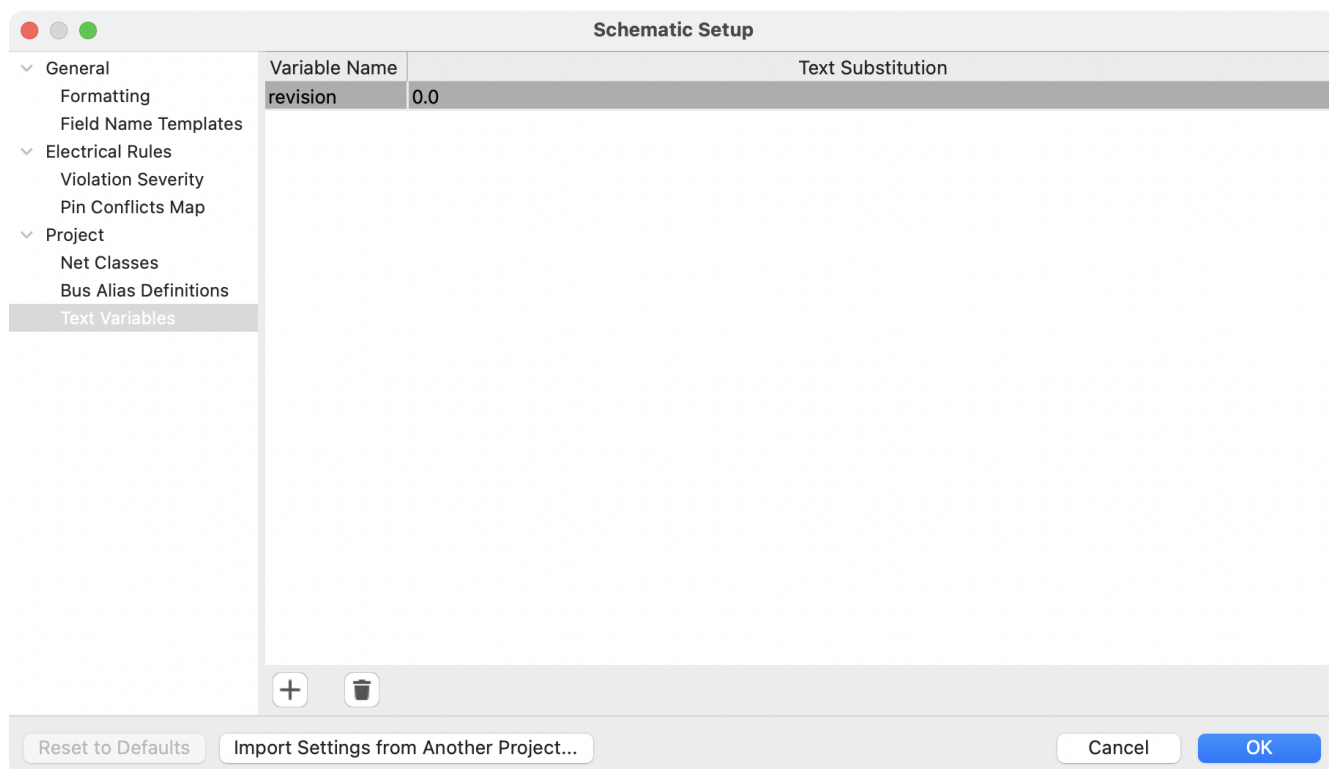 Schematic Setup
General
Formatting
Field Name Templates
Electrical Rules
Violation Severity
Pin Conflicts Map
Project
Net Classes
Bus Alias Definitions
Text Variables
Variable Name Text Substitution
revision 0.0
Reset to Defaults Import Settings from Another Project... Cancel OK